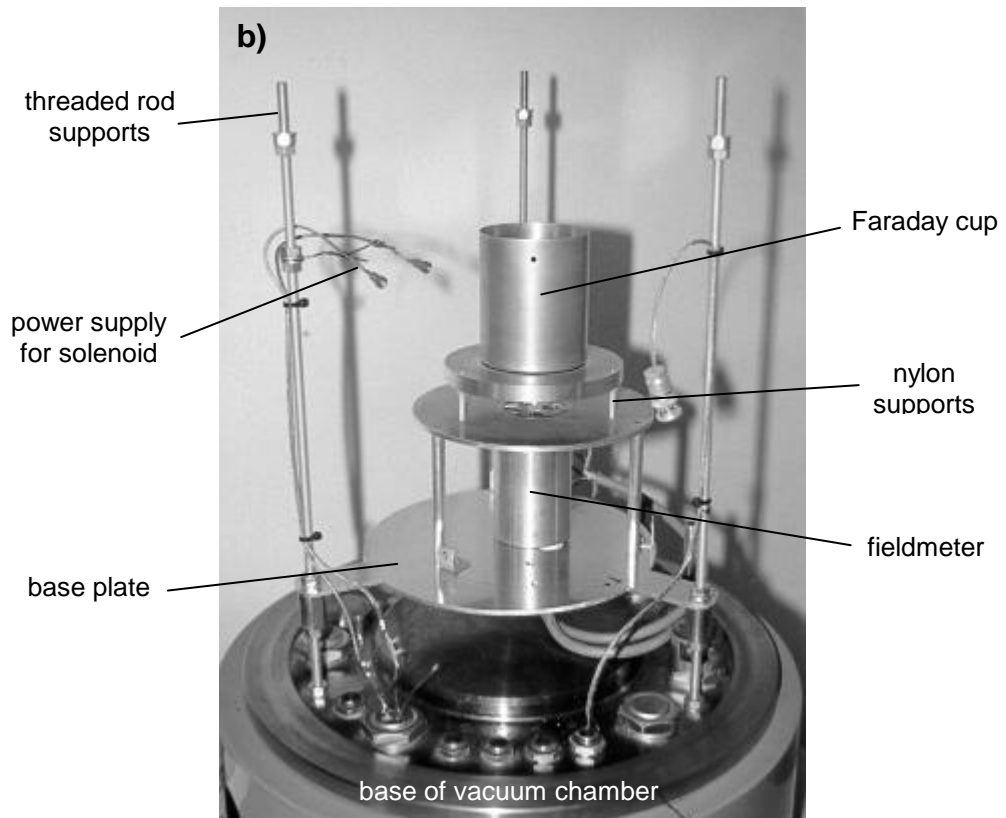 b)
threaded rod
supports
Faraday cup
power supply
for solenoid
nylon
supports
fieldmeter
base plate
base of vacuum chamber